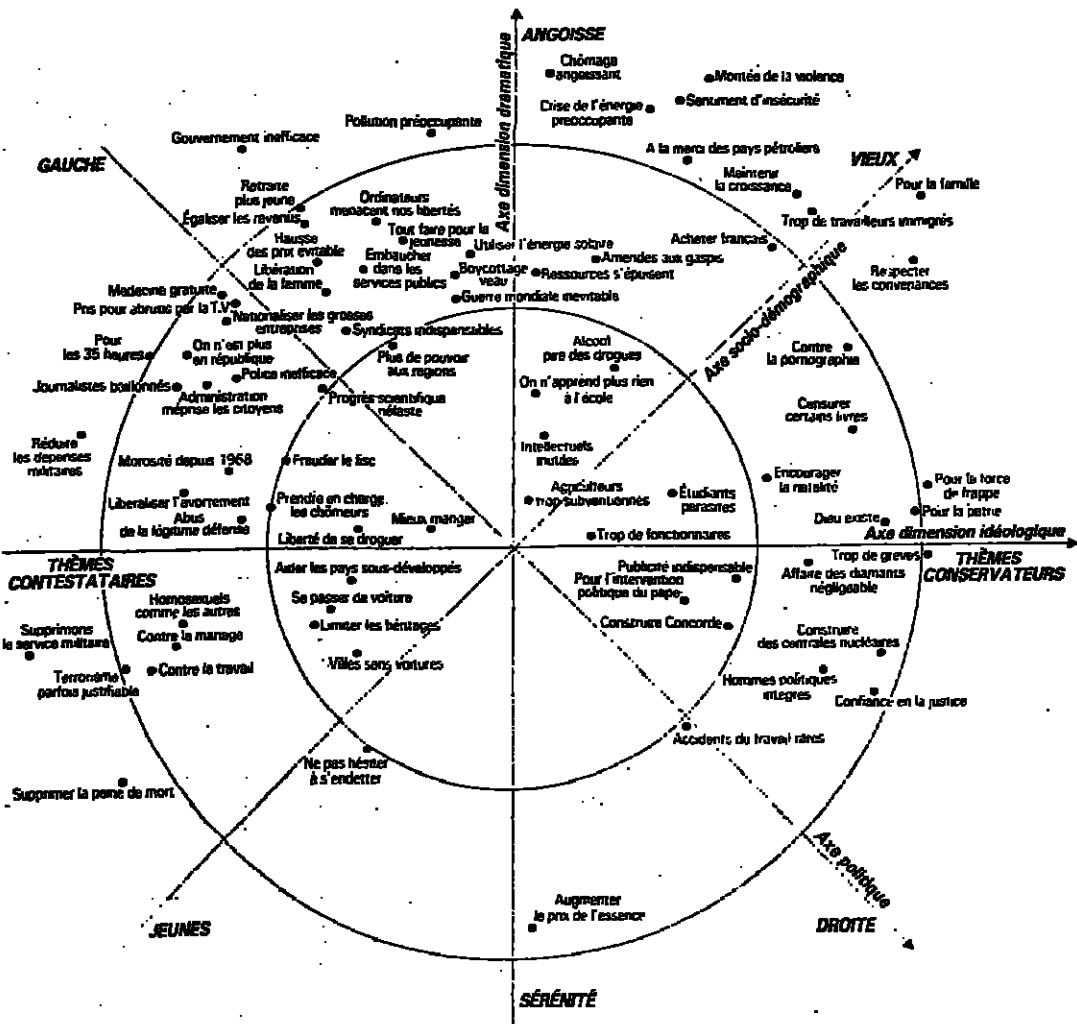 ANGOISSE
Axe dimension dramatique
Chômage
angoissant
Montée de la violence
Sentiment d'insécurité
Crise de l'énergie
preoccupante
Pollution préoccupante
Gouvernement inefficace
GAUCHE
A la merci des pays pétroliers
VIEUX
Maintenir
la croissance
Pour la famille
Trop de travailleurs immigrés
Retraite
plus jeune
Égaliser les revenus
Ordinateurs
menacent nos libertés
Tout faire pour la
jeunesse
Hausse
des prix evitable
Utiliser l'énergie solaire
Acheter français
Amendes aux gaspis
Embaucher
dans les
services publics
Libération
de la femme
Boycottage
veau
Ressources s'épuisent
Respecter
les convenances
Axe socio-démographique
Guerre mondiale inevitable
Medecine gratuite
Pris pour abrutis par la T.V
Nationaliser les grosses
entreprises
Syndicats indispensables
Pour
les 35 heures
On n'est plus
en république
Plus de pouvoir
aux regions
Alcool
pire des drogues
Contre
la pornographie
Journalistes baillonnés
Police inefficace
Administration
méprise les citoyens
Progrès scientifique
néfaste
On n'apprend plus rien
à l'école
Censurer
certains livres
Réduire
les depenses
militaires
Morosité depuis 1968
Frauder le fisc
Intellectuels
inutiles
Encourager
la natalité
Pour la force
de frappe
Liberaliser l'avortement
Prendre en charge
les chômeurs
Agriculteurs
trop subventionnés
Étudiants
parasites
Pour la patrie
Abus
de la légitime défense
Mieux manger
Dieu existe
Liberté de se droguer
Trop de fonctionnaires
Axe dimension idéologique
THÈMES
CONTESTATAIRES
Trop de greves
THÈMES
CONSERVATEURS
Aider les pays sous-développés
Publicité indispensable
Affaire des diamants
négligeable
Pour l'intervention
politique du pape
Homosexuels
comme les autres
Se passer de voiture
Supprimons
le service militaire
Contre le mariage
Limiter les héritages
Construire Concorde
Construire
des centrales nucléaires
Terrorisme
parfois justifiable
Contre le travail
Villes sans voitures
Hommes politiques
integres
Confiance en la justice
Accidents du travail rares
Ne pas hésiter
à s'endetter
Supprimer la peine de mort
Axe politique
JEUNES
Augmenter
le prix de l'essence
DROITE
SÉRÉNITÉ